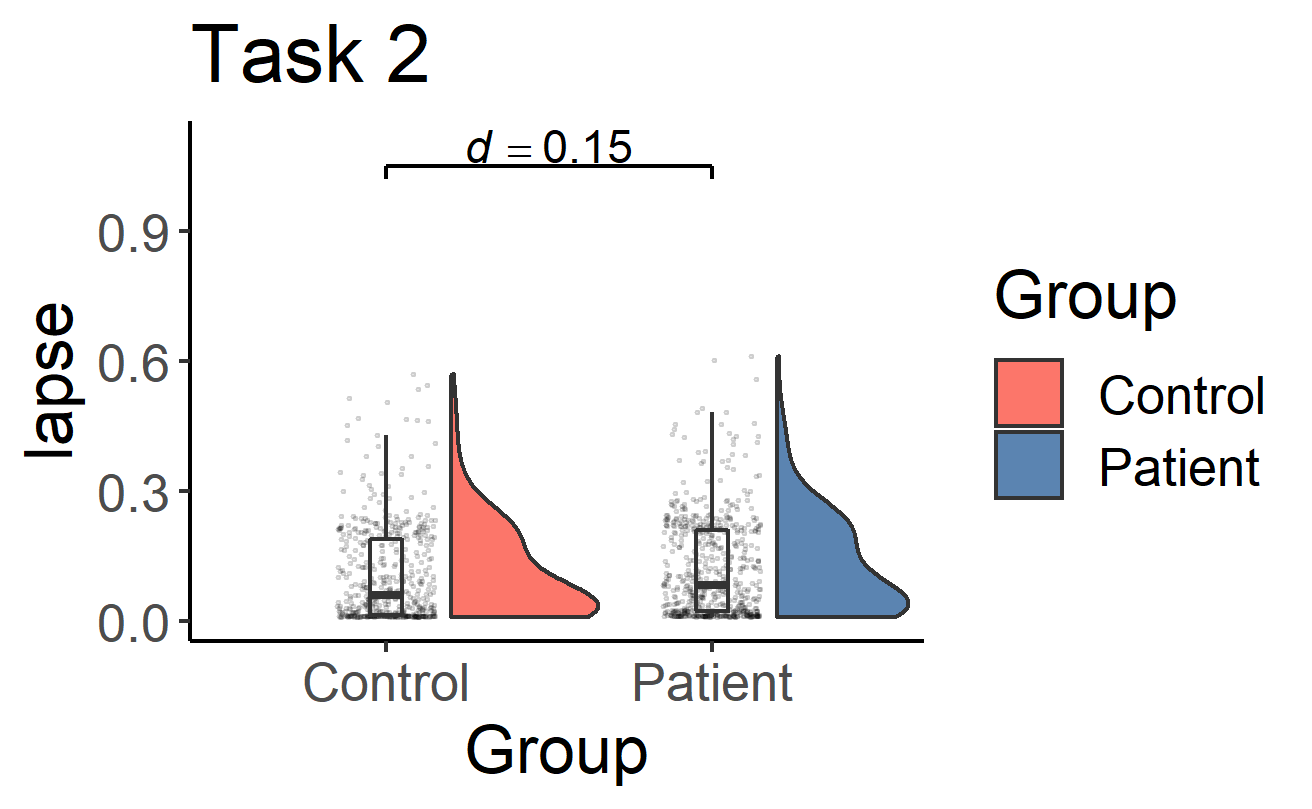 Task 2
d = 0.15
lapse
0.9
0.6
0.3
0.0
Control
Patient
Group
Group
Control
Patient